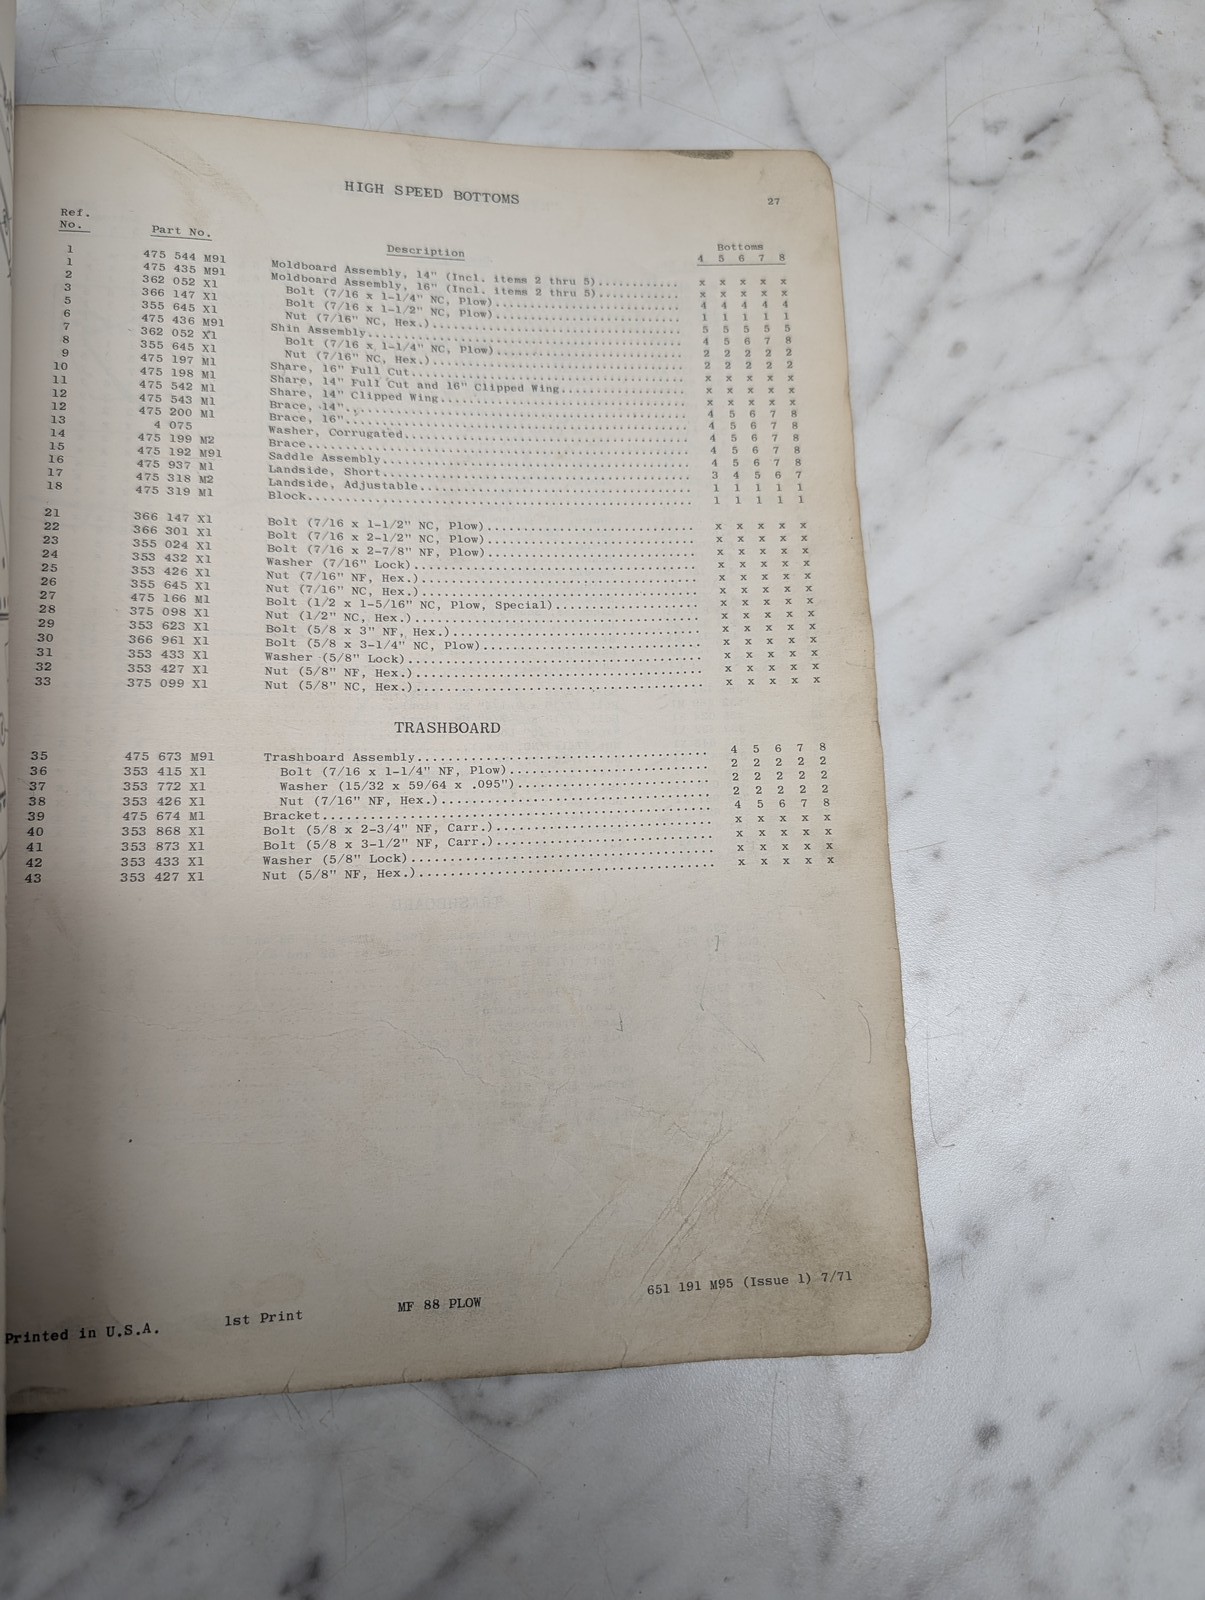 HIGH SPEED BOTTOMS
27
Ref. No. Part No. Description Bottoms 4 5 6 7 8
1 475 544 M91 Moldboard Assembly, 14" (Incl. items 2 thru 5)............ x x x x x
1 475 435 M91 Moldboard Assembly, 16" (Incl. items 2 thru 5)............ x x x x x
2 362 052 X1 Bolt (7/16 x 1-1/4" NC, Plow)........................ 4 4 4 4 4
3 366 147 X1 Bolt (7/16 x 1-1/2" NC, Plow)........................ 1 1 1 1 1
5 355 645 X1 Nut (7/16" NC, Hex.)................................ 5 5 5 5 5
6 475 436 M91 Shin Assembly........................................ 4 5 6 7 8
7 362 052 X1 Bolt (7/16 x 1-1/4" NC, Plow)........................ 2 2 2 2 2
8 355 645 X1 Nut (7/16" NC, Hex.)................................ 2 2 2 2 2
9 475 197 M1 Share, 16" Full Cut.................................. x x x x x
10 475 198 M1 Share, 14" Full Cut and 16" Clipped Wing................ x x x x x
11 475 542 M1 Share, 14" Clipped Wing................................ x x x x x
12 475 543 M1 Brace, 14"............................................ 4 5 6 7 8
12 475 200 M1 Brace, 16"............................................ 4 5 6 7 8
13 4 075 Washer, Corrugated.................................... 4 5 6 7 8
14 475 199 M2 Brace................................................ 4 5 6 7 8
15 475 192 M91 Saddle Assembly...................................... 4 5 6 7 8
16 475 937 M1 Landside, Short...................................... 3 4 5 6 7
17 475 318 M2 Landside, Adjustable.................................. 1 1 1 1 1
18 475 319 M1 Block................................................ 1 1 1 1 1
21 366 147 X1 Bolt (7/16 x 1-1/2" NC, Plow)........................ x x x x x
22 366 301 X1 Bolt (7/16 x 2-1/2" NC, Plow)........................ x x x x x
23 355 024 X1 Bolt (7/16 x 2-7/8" NF, Plow)........................ x x x x x
24 353 432 X1 Washer (7/16" Lock).................................. x x x x x
25 353 426 X1 Nut (7/16" NF, Hex.)................................ x x x x x
26 355 645 X1 Nut (7/16" NC, Hex.)................................ x x x x x
27 475 166 M1 Bolt (1/2 x 1-5/16" NC, Plow, Special)................ x x x x x
28 375 098 X1 Nut (1/2" NC, Hex.).................................. x x x x x
29 353 623 X1 Bolt (5/8 x 3" NF, Hex.)............................ x x x x x
30 366 961 X1 Bolt (5/8 x 3-1/4" NC, Plow)........................ x x x x x
31 353 433 X1 Washer (5/8" Lock).................................. x x x x x
32 353 427 X1 Nut (5/8" NF, Hex.).................................. x x x x x
33 375 099 X1 Nut (5/8" NC, Hex.).................................. x x x x x
TRASHBOARD
35 475 673 M91 Trashboard Assembly.................................. 4 5 6 7 8
36 353 415 X1 Bolt (7/16 x 1-1/4" NF, Plow)........................ 2 2 2 2 2
37 353 772 X1 Washer (15/32 x 59/64 x .095")........................ 2 2 2 2 2
38 353 426 X1 Nut (7/16" NF, Hex.)................................ 2 2 2 2 2
39 475 674 M1 Bracket.............................................. 4 5 6 7 8
40 353 868 X1 Bolt (5/8 x 2-3/4" NF, Carr.)........................ x x x x x
41 353 873 X1 Bolt (5/8 x 3-1/2" NF, Carr.)........................ x x x x x
42 353 433 X1 Washer (5/8" Lock).................................. x x x x x
43 353 427 X1 Nut (5/8" NF, Hex.).................................. x x x x x
Printed in U.S.A. 1st Print MF 88 PLOW 651 191 M95 (Issue 1) 7/71